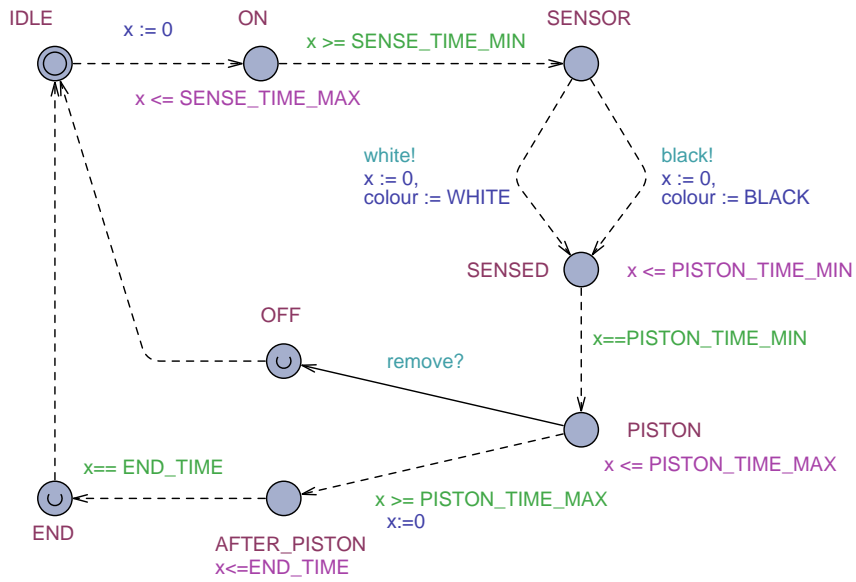 IDLE
ON
SENSOR
x := 0
x >= SENSE_TIME_MIN
x <= SENSE_TIME_MAX
white!
x := 0,
colour := WHITE
black!
x := 0,
colour := BLACK
SENSED
x <= PISTON_TIME_MIN
OFF
x==PISTON_TIME_MIN
remove?
PISTON
x <= PISTON_TIME_MAX
x== END_TIME
x >= PISTON_TIME_MAX
x:=0
END
AFTER_PISTON
x<=END_TIME